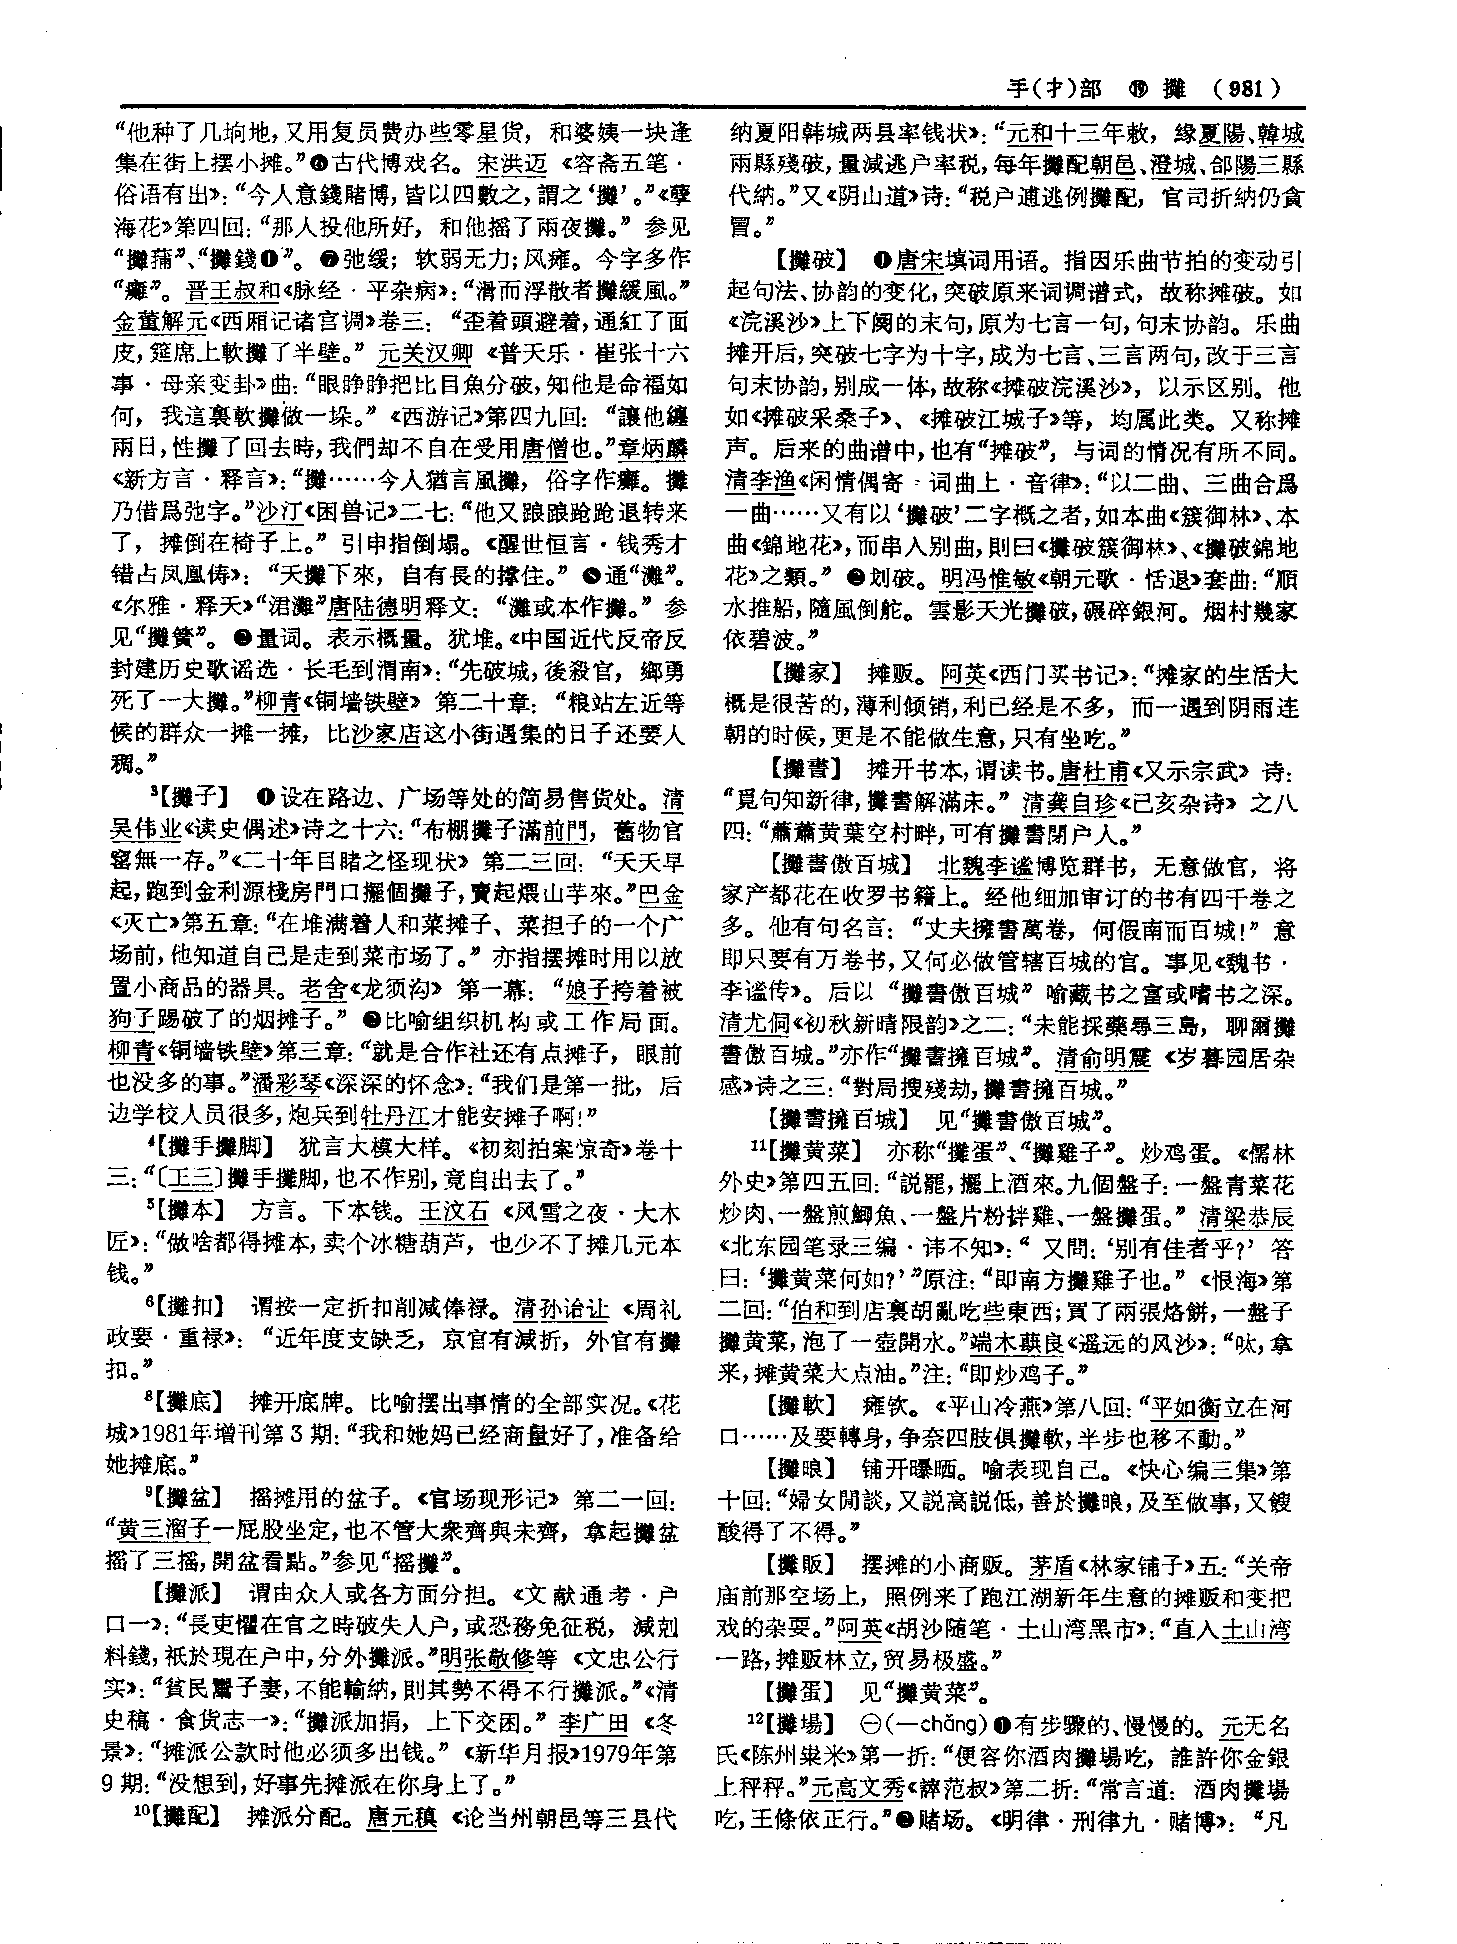 手(扌)部 ⑲ 攤 (981)
“他种了几垧地,又用复员费办些零星货,和婆姨一块逢
集在街上摆小摊。”❻古代博戏名。宋洪迈《容斋五笔·
俗语有出》:“今人意錢賭博,皆以四數之,謂之‘攤’。”《孽
海花》第四回:“那人投他所好,和他摇了兩夜攤。”参见
“攤蒱”、“攤錢❶”。❼弛缓;软弱无力;风瘫。今字多作
“癱”。晋王叔和《脉经·平杂病》:“滑而浮散者攤緩風。”
金董解元《西厢记诸宫调》卷三:“歪着頭避着,通紅了面
皮,筵席上軟攤了半壁。”元关汉卿《普天乐·崔张十六
事·母亲变卦》曲:“眼睁睁把比目魚分破,知他是命福如
何,我這裏軟攤做一垛。”《西游记》第四九回:“讓他纏
兩日,性攤了回去時,我們却不自在受用唐僧也。”章炳麟
《新方言·释言》:“攤……今人猶言風攤,俗字作癱。攤
乃借爲弛字。”沙汀《困兽记》二七:“他又踉踉跄跄退转来
了,摊倒在椅子上。”引申指倒塌。《醒世恒言·钱秀才
错占凤凰俦》:“天攤下來,自有長的撑住。”❽通“灘”。
《尔雅·释天》“涒灘”唐陆德明释文:“灘或本作攤。”参
见“攤簧”。❾量词。表示概量。犹堆。《中国近代反帝反
封建历史歌谣选·长毛到渭南》:“先破城,後殺官,鄉勇
死了一大攤。”柳青《铜墙铁壁》第二十章:“粮站左近等
候的群众一摊一摊,比沙家店这小街遇集的日子还要人
稠。”
³【攤子】 ❶设在路边、广场等处的简易售货处。清
吴伟业《读史偶述》诗之十六:“布棚攤子滿前門,舊物官
窰無一存。”《二十年目睹之怪现状》第二三回:“天天早
起,跑到金利源棧房門口擺個攤子,賣起煨山芋來。”巴金
《灭亡》第五章:“在堆满着人和菜摊子、菜担子的一个广
场前,他知道自己是走到菜市场了。”亦指摆摊时用以放
置小商品的器具。老舍《龙须沟》第一幕:“娘子挎着被
狗子踢破了的烟摊子。”❷比喻组织机构或工作局面。
柳青《铜墙铁壁》第三章:“就是合作社还有点摊子,眼前
也没多的事。”潘彩琴《深深的怀念》:“我们是第一批,后
边学校人员很多,炮兵到牡丹江才能安摊子啊!”
⁴【攤手攤脚】 犹言大模大样。《初刻拍案惊奇》卷十
三:“〔王三〕攤手攤脚,也不作别,竟自出去了。”
⁵【攤本】 方言。下本钱。王汶石《风雪之夜·大木
匠》:“做啥都得摊本,卖个冰糖葫芦,也少不了摊几元本
钱。”
⁶【攤扣】 谓按一定折扣削减俸禄。清孙诒让《周礼
政要·重禄》:“近年度支缺乏,京官有減折,外官有攤
扣。”
⁸【攤底】 摊开底牌。比喻摆出事情的全部实况。《花
城》1981年增刊第3期:“我和她妈已经商量好了,准备给
她摊底。”
⁹【攤盆】 摇摊用的盆子。《官场现形记》第二一回:
“黄三溜子一屁股坐定,也不管大衆齊與未齊,拿起攤盆
摇了三摇,開盆看點。”参见“摇攤”。
【攤派】 谓由众人或各方面分担。《文献通考·户
口一》:“長吏懼在官之時破失人户,或恐務免征税,減剋
料錢,祇於現在户中,分外攤派。”明张敬修等《文忠公行
实》:“貧民鬻子妻,不能輸納,則其勢不得不行攤派。”《清
史稿·食货志一》:“攤派加捐,上下交困。”李广田《冬
景》:“摊派公款时他必须多出钱。”《新华月报》1979年第
9期:“没想到,好事先摊派在你身上了。”
¹⁰【攤配】 摊派分配。唐元稹《论当州朝邑等三县代
纳夏阳韩城两县率钱状》:“元和十三年敕,緣夏陽、韓城
兩縣殘破,量減逃户率税,每年攤配朝邑、澄城、郃陽三縣
代納。”又《阴山道》诗:“税户逋逃例攤配,官司折納仍貪
冒。”
【攤破】 ❶唐宋填词用语。指因乐曲节拍的变动引
起句法、协韵的变化,突破原来词调谱式,故称摊破。如
《浣溪沙》上下阕的末句,原为七言一句,句末协韵。乐曲
摊开后,突破七字为十字,成为七言、三言两句,改于三言
句末协韵,别成一体,故称《摊破浣溪沙》,以示区别。他
如《摊破采桑子》、《摊破江城子》等,均属此类。又称摊
声。后来的曲谱中,也有“摊破”,与词的情况有所不同。
清李渔《闲情偶寄·词曲上·音律》:“以二曲、三曲合爲
一曲……又有以‘攤破’二字概之者,如本曲《簇御林》、本
曲《錦地花》,而串入别曲,則曰《攤破簇御林》、《攤破錦地
花》之類。”❷划破。明冯惟敏《朝元歌·恬退》套曲:“順
水推船,隨風倒舵。雲影天光攤破,碾碎銀河。烟村幾家
依碧波。”
【攤家】 摊贩。阿英《西门买书记》:“摊家的生活大
概是很苦的,薄利倾销,利已经是不多,而一遇到阴雨连
朝的时候,更是不能做生意,只有坐吃。”
【攤書】 摊开书本,谓读书。唐杜甫《又示宗武》诗:
“覓句知新律,攤書解滿床。”清龚自珍《己亥杂诗》之八
四:“蕭蕭黄葉空村畔,可有攤書閉户人。”
【攤書傲百城】 北魏李谧博览群书,无意做官,将
家产都花在收罗书籍上。经他细加审订的书有四千卷之
多。他有句名言:“丈夫擁書萬卷,何假南面百城!”意
即只要有万卷书,又何必做管辖百城的官。事见《魏书·
李谧传》。后以“攤書傲百城”喻藏书之富或嗜书之深。
清尤侗《初秋新晴限韵》之二:“未能採藥尋三島,聊爾攤
書傲百城。”亦作“攤書擁百城”。清俞明震《岁暮园居杂
感》诗之三:“對局搜殘劫,攤書擁百城。”
【攤書擁百城】 见“攤書傲百城”。
¹¹【攤黄菜】 亦称“攤蛋”、“攤雞子”。炒鸡蛋。《儒林
外史》第四五回:“説罷,擺上酒來。九個盤子:一盤青菜花
炒肉、一盤煎鯽魚、一盤片粉拌雞、一盤攤蛋。”清梁恭辰
《北东园笔录三编·讳不知》:“又問:‘别有佳者乎?’答
曰:‘攤黄菜何如?’”原注:“即南方攤雞子也。”《恨海》第
二回:“伯和到店裏胡亂吃些東西;買了兩張烙餅,一盤子
攤黄菜,泡了一壺開水。”端木蕻良《遥远的风沙》:“呔,拿
来,摊黄菜大点油。”注:“即炒鸡子。”
【攤軟】 瘫软。《平山冷燕》第八回:“平如衡立在河
口……及要轉身,争奈四肢俱攤軟,半步也移不動。”
【攤㫰】 铺开曝晒。喻表现自己。《快心编三集》第
十回:“婦女閒談,又説高説低,善於攤㫰,及至做事,又餿
酸得了不得。”
【攤販】 摆摊的小商贩。茅盾《林家铺子》五:“关帝
庙前那空场上,照例来了跑江湖新年生意的摊贩和变把
戏的杂耍。”阿英《胡沙随笔·土山湾黑市》:“直入土山湾
一路,摊贩林立,贸易极盛。”
【攤蛋】 见“攤黄菜”。
¹²【攤場】 ㊀(—chǎng)❶有步骤的、慢慢的。元无名
氏《陈州粜米》第一折:“便容你酒肉攤場吃,誰許你金銀
上秤秤。”元高文秀《谇范叔》第二折:“常言道:酒肉攤場
吃,王條依正行。”❷赌场。《明律·刑律九·赌博》:“凡